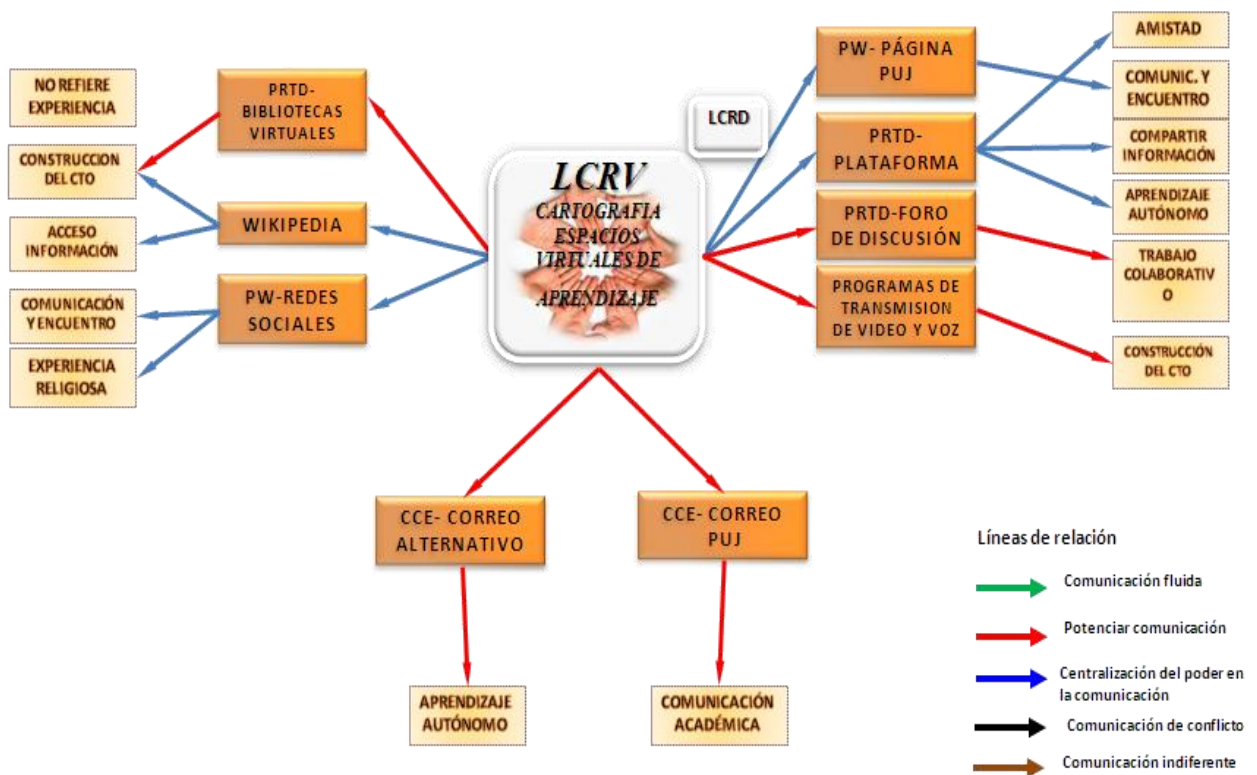 NO REFIERE
EXPERIENCIA
CONSTRUCCION
DEL CTO
ACCESO
INFORMACIÓN
COMUNICACIÓN
Y ENCUENTRO
EXPERIENCIA
RELIGIOSA
PRTD-
BIBLIOTECAS
VIRTUALES
WIKIPEDIA
PW-REDES
SOCIALES
LCRD
LCRV
CARTOGRAFIA
ESPACIOS
VIRTUALES DE
APRENDIZAJE
PW- PÁGINA
PUJ
PRTD-
PLATAFORMA
PRTD-FORO
DE DISCUSIÓN
PROGRAMAS DE
TRANSMISION
DE VIDEO Y VOZ
AMISTAD
COMUNIC. Y
ENCUENTRO
COMPARTIR
INFORMACIÓN
APRENDIZAJE
AUTÓNOMO
TRABAJO
COLABORATIV
O
CONSTRUCCIÓN
DEL CTO
CCE- CORREO
ALTERNATIVO
CCE- CORREO
PUJ
APRENDIZAJE
AUTÓNOMO
COMUNICACIÓN
ACADÉMICA
Líneas de relación
Comunicación fluida
Potenciar comunicación
Centralización del poder en
la comunicación
Comunicación de conflicto
Comunicación indiferente